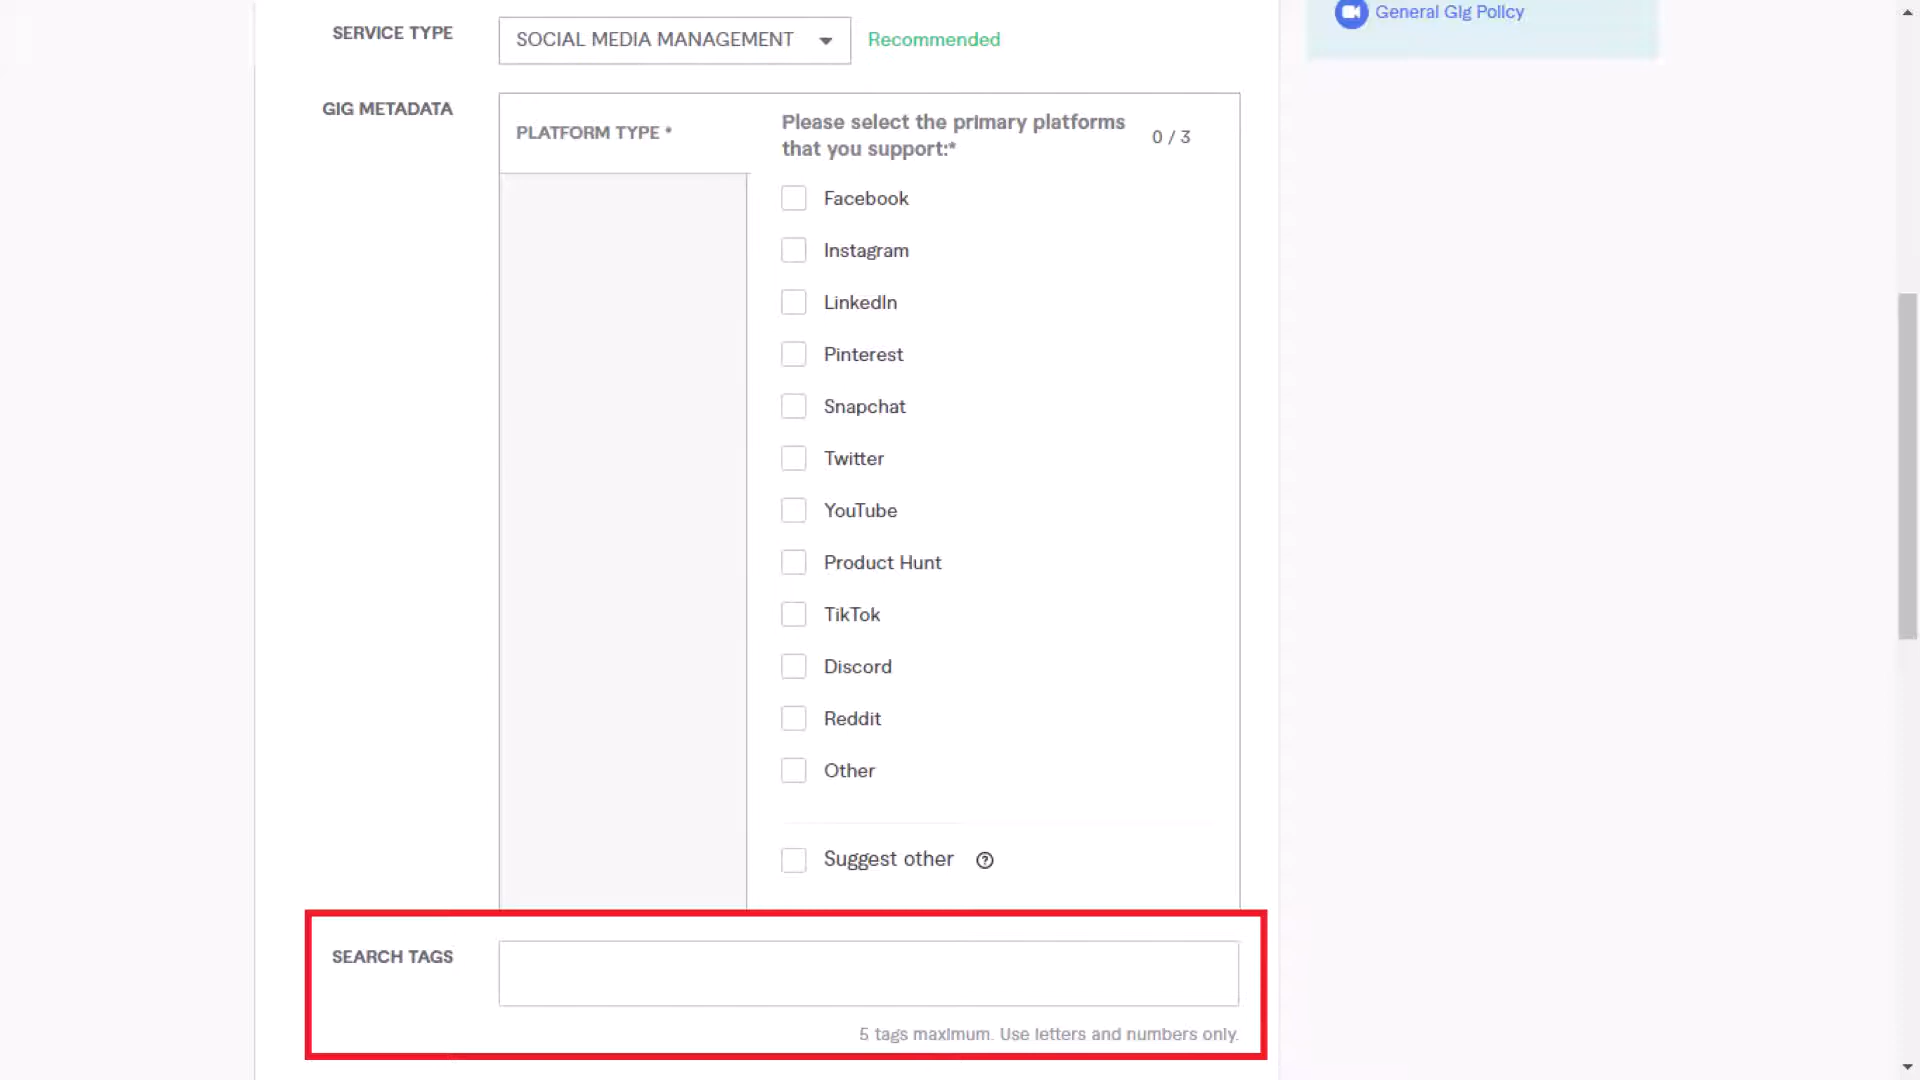 General Gig Policy
SERVICE TYPE
SOCIAL MEDIA MANAGEMENT
Recommended
GIG METADATA
PLATFORM TYPE *
Please select the primary platforms
that you support:*
0 / 3
Facebook
Instagram
LinkedIn
Pinterest
Snapchat
Twitter
YouTube
Product Hunt
TikTok
Discord
Reddit
Other
Suggest other
SEARCH TAGS
5 tags maximum. Use letters and numbers only.